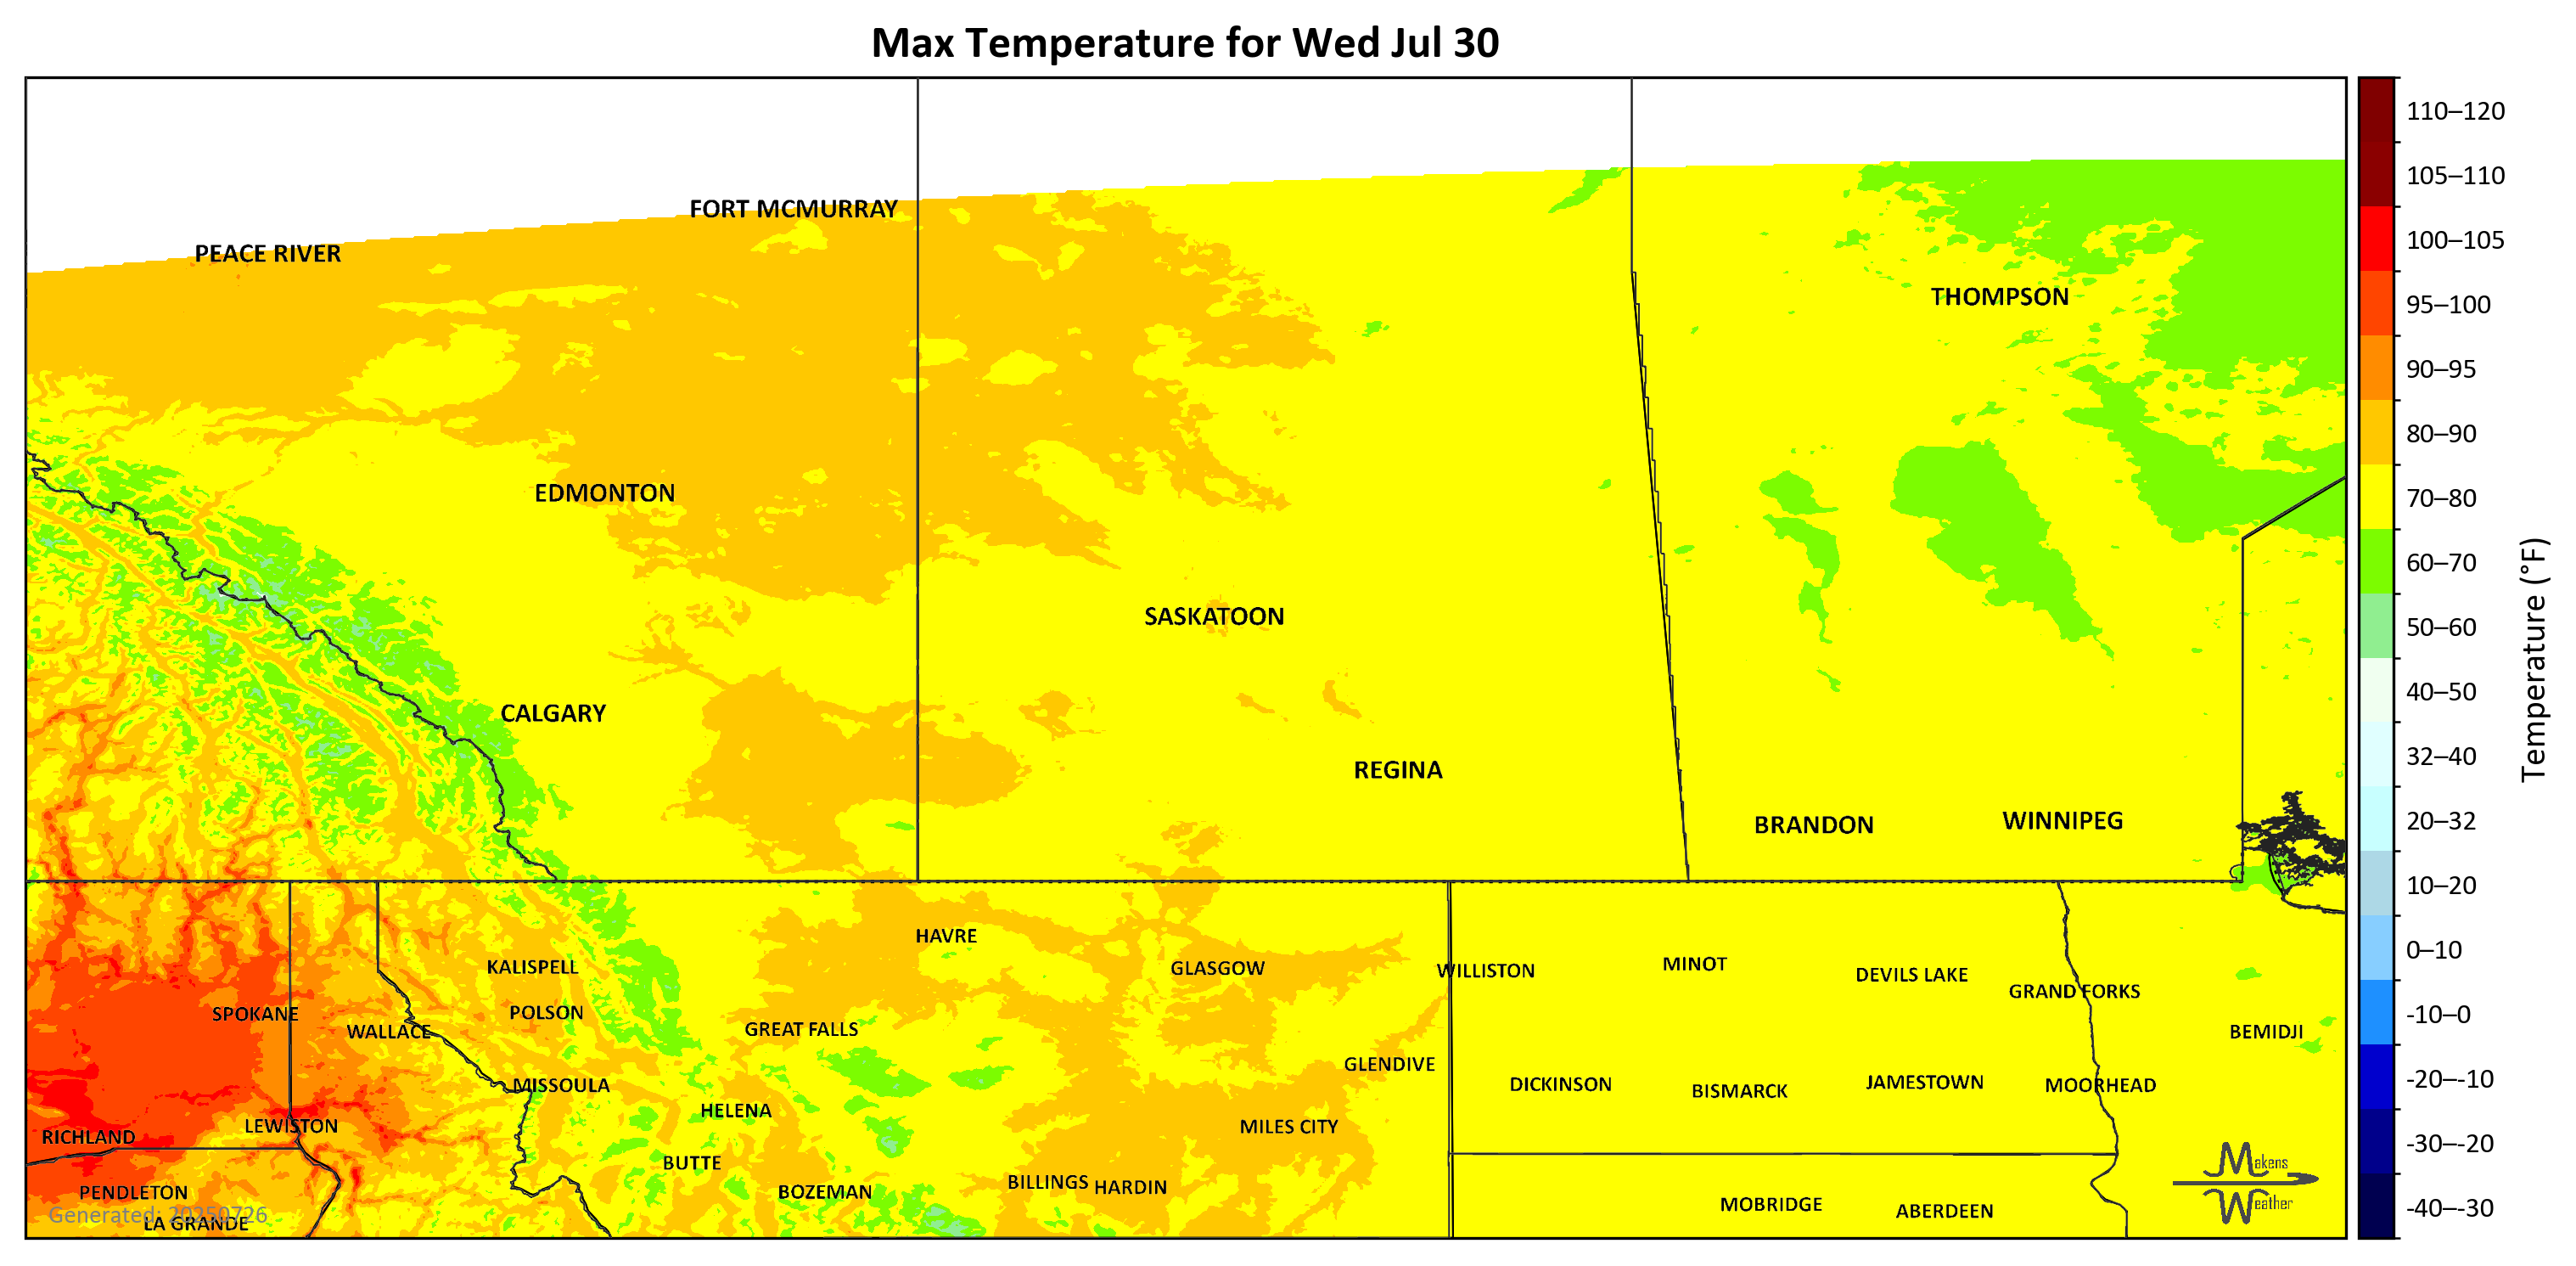 Max Temperature for Wed Jul 30
FORT MCMURRAY
PEACE RIVER
THOMPSON
EDMONTON
SASKATOON
CALGARY
REGINA
BRANDON
WINNIPEG
HAVRE
KALISPELL
GLASGOW
WILLISTON
MINOT
DEVILS LAKE
GRAND FORKS
SPOKANE
POLSON
WALLACE
GREAT FALLS
BEMIDJI
GLENDIVE
MISSOULA
DICKINSON
BISMARCK
JAMESTOWN
MOORHEAD
HELENA
LEWISTON
MILES CITY
RICHLAND
BUTTE
BILLINGS
HARDIN
PENDLETON
BOZEMAN
MOBRIDGE
ABERDEEN
LA GRANDE
Generated: 20250726
Makens
Weather
110–120
105–110
100–105
95–100
90–95
80–90
70–80
60–70
50–60
40–50
32–40
20–32
10–20
0–10
-10–0
-20–-10
-30–-20
-40–-30
Temperature (°F)